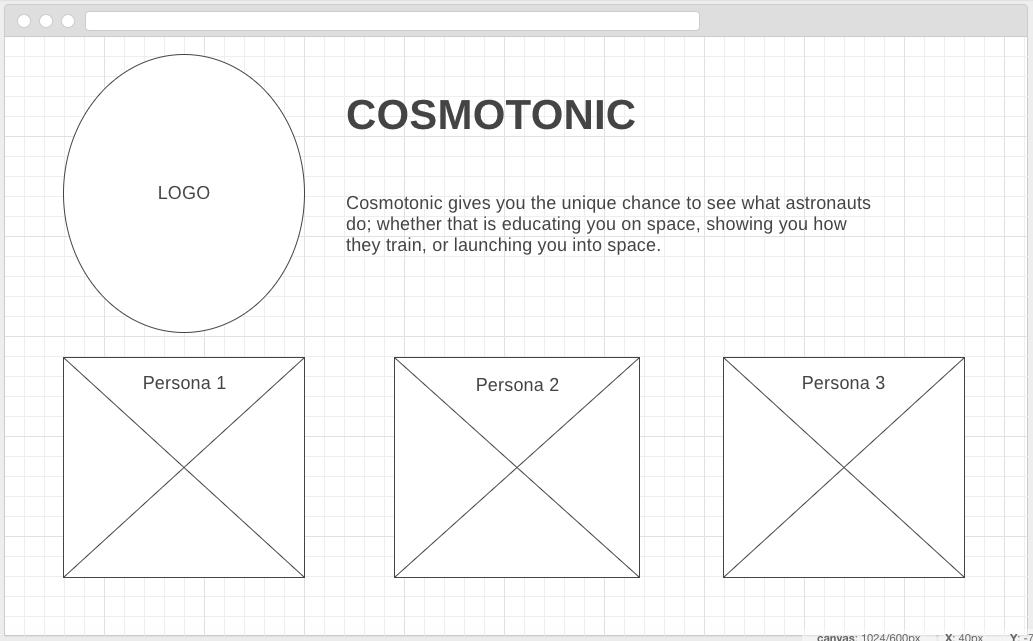 LOGO
COSMOTONIC
Cosmotonic gives you the unique chance to see what astronauts
do; whether that is educating you on space, showing you how
they train, or launching you into space.
Persona 1
Persona 2
Persona 3
canvas: 1024/600px X: 40px Y: -7